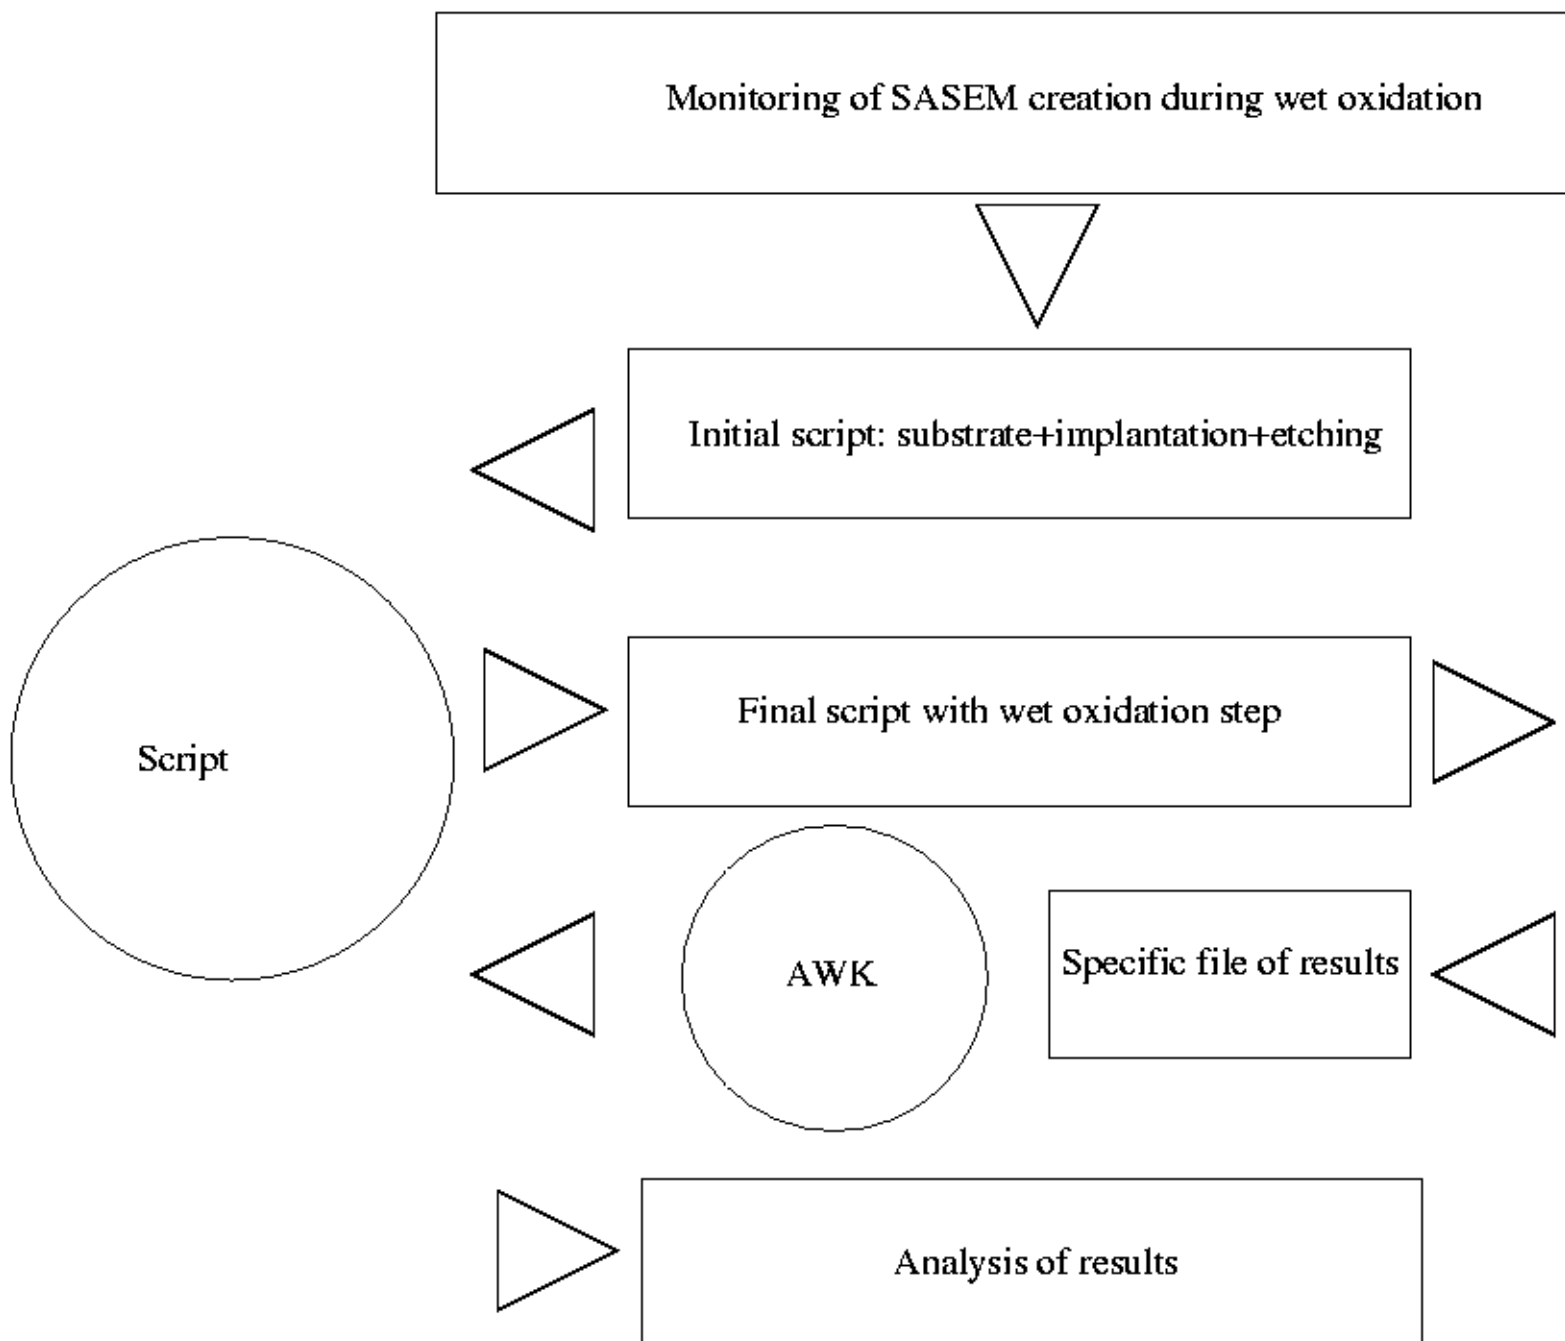 Monitoring of SASEM creation during wet oxidation
Initial script: substrate+implantation+etching
Final script with wet oxidation step
Script
AWK
Specific file of results
Analysis of results